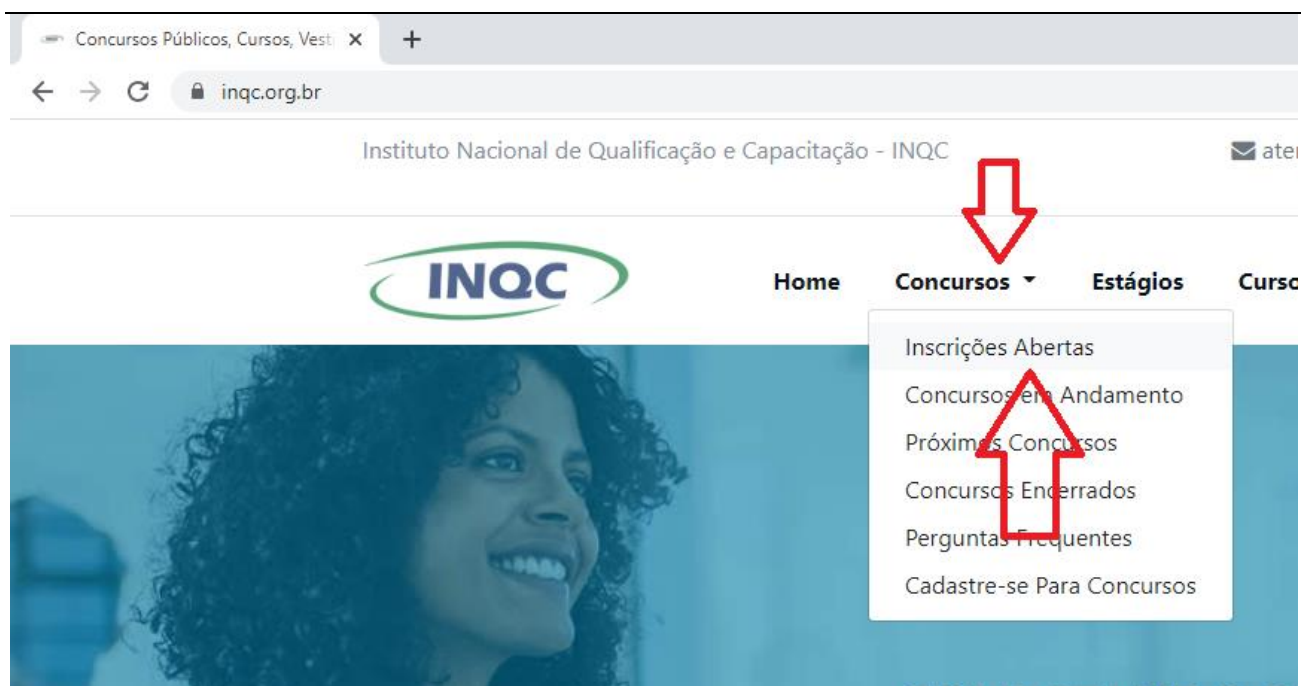 Concursos Públicos, Cursos, Vest
inqc.org.br
Instituto Nacional de Qualificação e Capacitação - INQC
ate
INQC
Home Concursos Estágios Curso
Inscrições Abertas
Concursos em Andamento
Próximos Concursos
Concursos Encerrados
Perguntas Frequentes
Cadastre-se Para Concursos